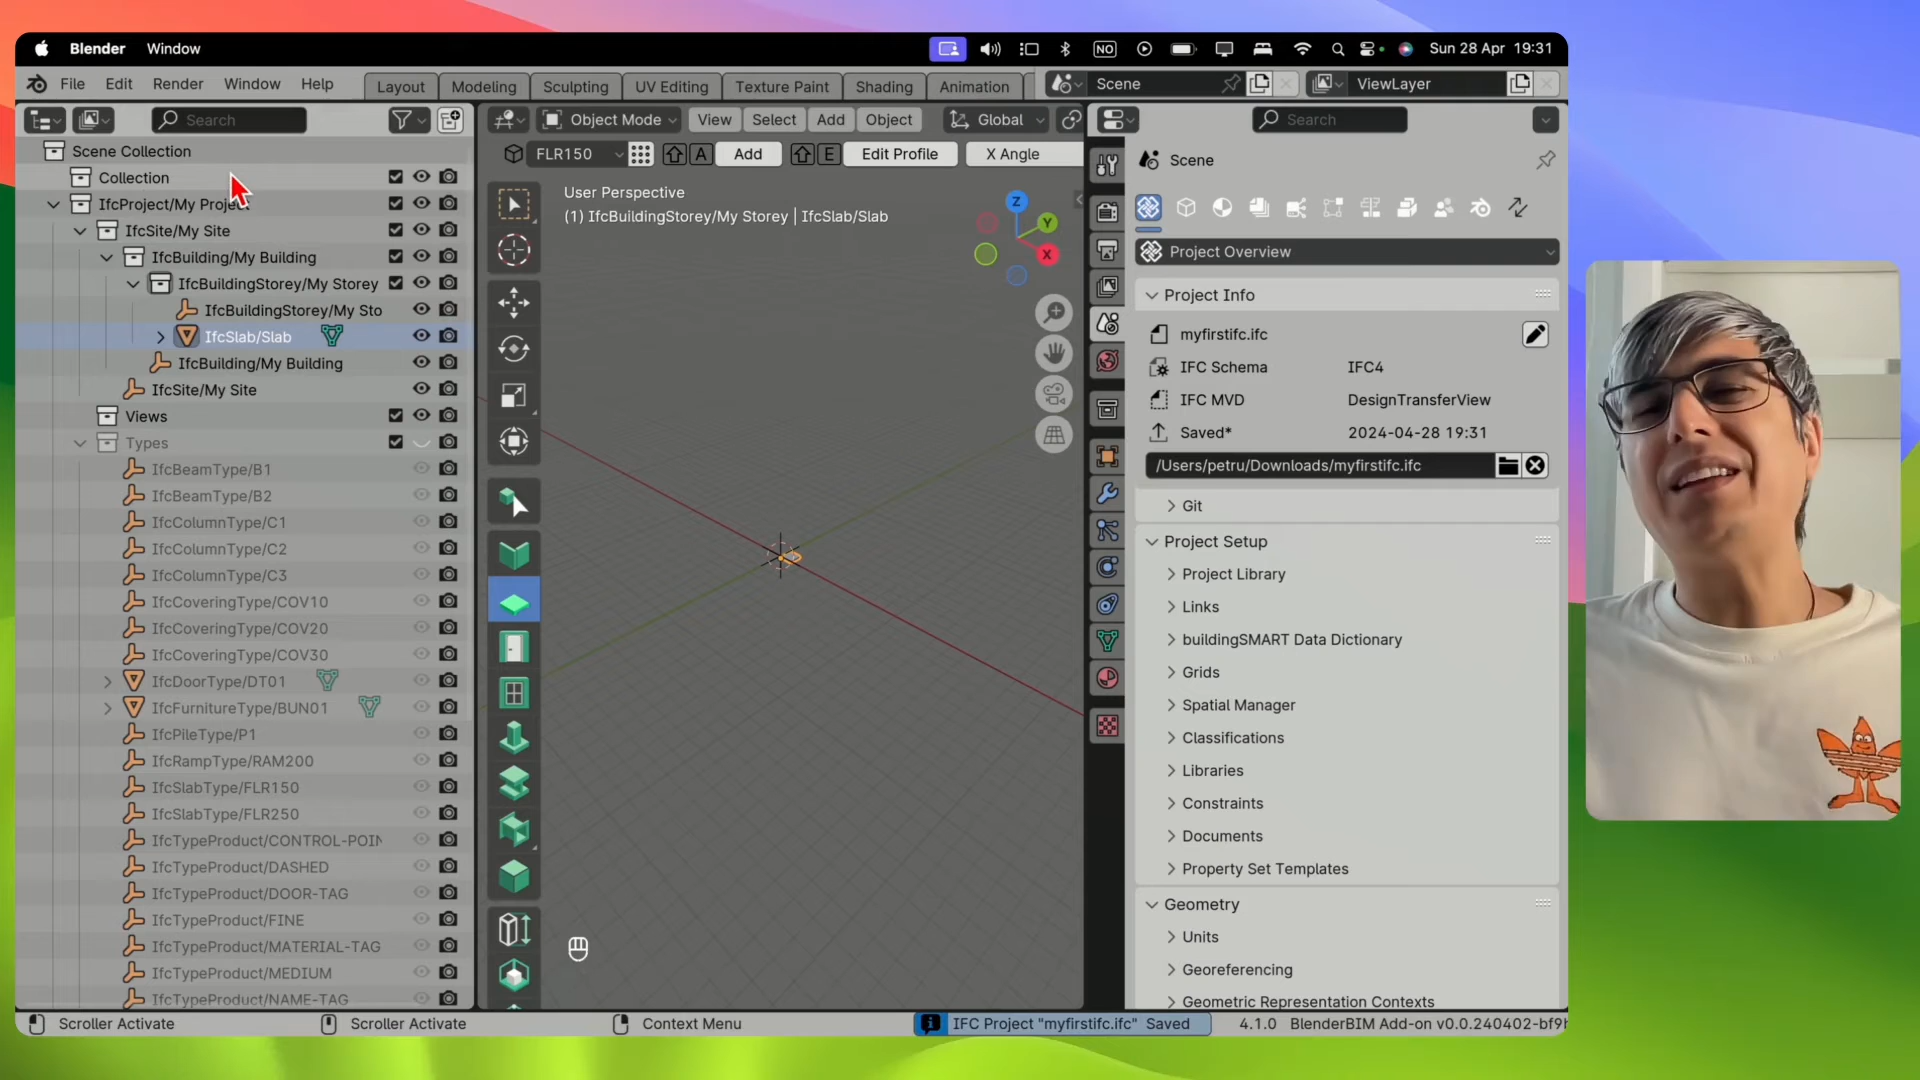 Blender Window
NO
Sun 28 Apr 19:31
File Edit Render Window Help
Layout Modeling Sculpting UV Editing Texture Paint Shading Animation
Scene
ViewLayer
Search
Object Mode View Select Add Object Global
Search
Scene Collection
Collection
IfcProject/My Project
IfcSite/My Site
IfcBuilding/My Building
IfcBuildingStorey/My Storey
IfcBuildingStorey/My Sto
IfcSlab/Slab
IfcBuilding/My Building
IfcSite/My Site
Views
Types
IfcBeamType/B1
IfcBeamType/B2
IfcColumnType/C1
IfcColumnType/C2
IfcColumnType/C3
IfcCoveringType/COV10
IfcCoveringType/COV20
IfcCoveringType/COV30
IfcDoorType/DT01
IfcFurnitureType/BUN01
IfcPileType/P1
IfcRampType/RAM200
IfcSlabType/FLR150
IfcSlabType/FLR250
IfcTypeProduct/CONTROL-POIN
IfcTypeProduct/DASHED
IfcTypeProduct/DOOR-TAG
IfcTypeProduct/FINE
IfcTypeProduct/MATERIAL-TAG
IfcTypeProduct/MEDIUM
IfcTypeProduct/NAME-TAG
FLR150 A Add E Edit Profile X Angle
User Perspective
(1) IfcBuildingStorey/My Storey | IfcSlab/Slab
Z
Y
X
Scene
Project Overview
Project Info
myfirstifc.ifc
IFC Schema IFC4
IFC MVD DesignTransferView
Saved* 2024-04-28 19:31
/Users/petru/Downloads/myfirstifc.ifc
Git
Project Setup
Project Library
Links
buildingSMART Data Dictionary
Grids
Spatial Manager
Classifications
Libraries
Constraints
Documents
Property Set Templates
Geometry
Units
Georeferencing
Geometric Representation Contexts
Scroller Activate Scroller Activate Context Menu IFC Project "myfirstifc.ifc" Saved 4.1.0 BlenderBIM Add-on v0.0.240402-bf9